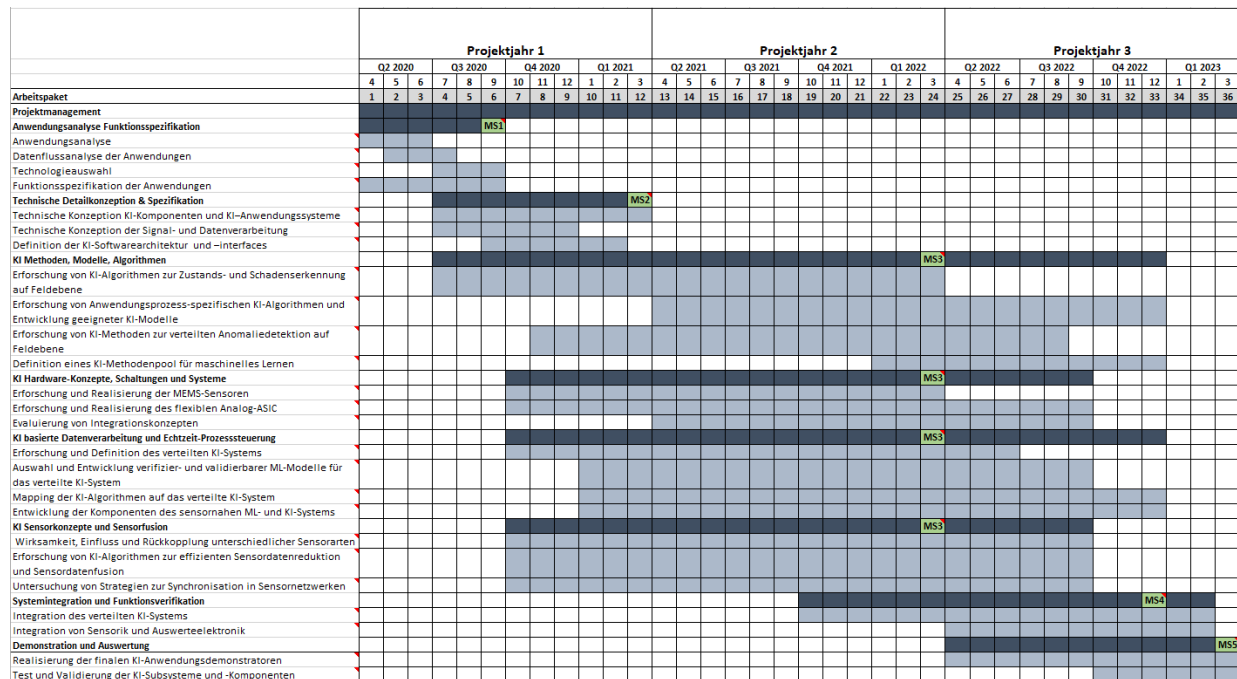 Projektjahr 1 Projektjahr 2 Projektjahr 3
Q2 2020 Q3 2020 Q4 2020 Q1 2021 Q2 2021 Q3 2021 Q4 2021 Q1 2022 Q2 2022 Q3 2022 Q4 2022 Q1 2023
4 5 6 7 8 9 10 11 12 1 2 3 4 5 6 7 8 9 10 11 12 1 2 3 4 5 6 7 8 9 10 11 12 1 2 3
Arbeitspaket 1 2 3 4 5 6 7 8 9 10 11 12 13 14 15 16 17 18 19 20 21 22 23 24 25 26 27 28 29 30 31 32 33 34 35 36
Projektmanagement
Anwendungsanalyse Funktionsspezifikation MS1
Anwendungsanalyse
Datenflussanalyse der Anwendungen
Technologieauswahl
Funktionsspezifikation der Anwendungen
Technische Detailkonzeption & Spezifikation MS2
Technische Konzeption KI-Komponenten und KI–Anwendungssysteme
Technische Konzeption der Signal- und Datenverarbeitung
Definition der KI-Softwarearchitektur und –interfaces
KI Methoden, Modelle, Algorithmen MS3
Erforschung von KI-Algorithmen zur Zustands- und Schadenserkennung
auf Feldebene
Erforschung von Anwendungsprozess-spezifischen KI-Algorithmen und
Entwicklung geeigneter KI-Modelle
Erforschung von KI-Methoden zur verteilten Anomaliedetektion auf
Feldebene
Definition eines KI-Methodenpool für maschinelles Lernen
KI Hardware-Konzepte, Schaltungen und Systeme MS3
Erforschung und Realisierung der MEMS-Sensoren
Erforschung und Realisierung des flexiblen Analog-ASIC
Evaluierung von Integrationskonzepten
KI basierte Datenverarbeitung und Echtzeit-Prozesssteuerung MS3
Erforschung und Definition des verteilten KI-Systems
Auswahl und Entwicklung verifizier- und validierbarer ML-Modelle für
das verteilte KI-System
Mapping der KI-Algorithmen auf das verteilte KI-System
Entwicklung der Komponenten des sensornahen ML- und KI-Systems
KI Sensorkonzepte und Sensorfusion MS3
Wirksamkeit, Einfluss und Rückkopplung unterschiedlicher Sensorarten
Erforschung von KI-Algorithmen zur effizienten Sensordatenreduktion
und Sensordatenfusion
Untersuchung von Strategien zur Synchronisation in Sensornetzwerken
Systemintegration und Funktionsverifikation MS4
Integration des verteilten KI-Systems
Integration von Sensorik und Auswerteelektronik
Demonstration und Auswertung MS5
Realisierung der finalen KI-Anwendungsdemonstratoren
Test und Validierung der KI-Subsysteme und -Komponenten